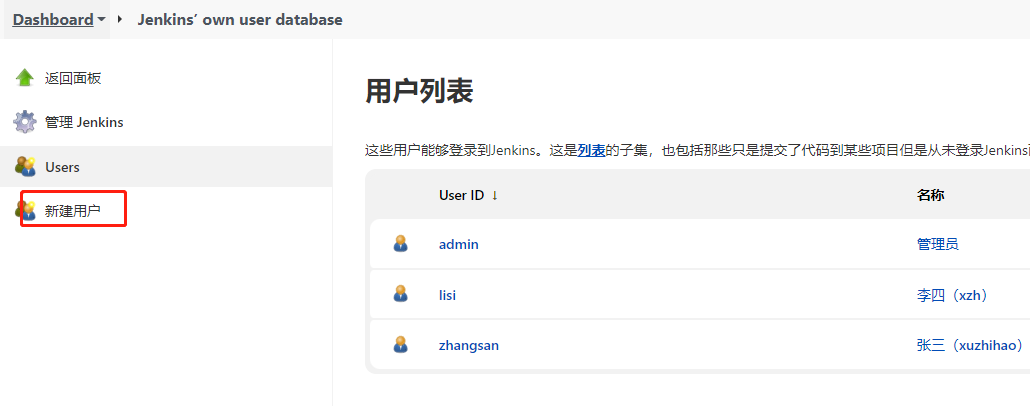 Dashboard Jenkins’ own user database
返回面板
管理 Jenkins
Users
新建用户
用户列表
这些用户能够登录到Jenkins。这是列表的子集，也包括那些只是提交了代码到某些项目但是从未登录Jenkins
User ID ↓ 名称
admin 管理员
lisi 李四（xzh）
zhangsan 张三（xuzhihao）